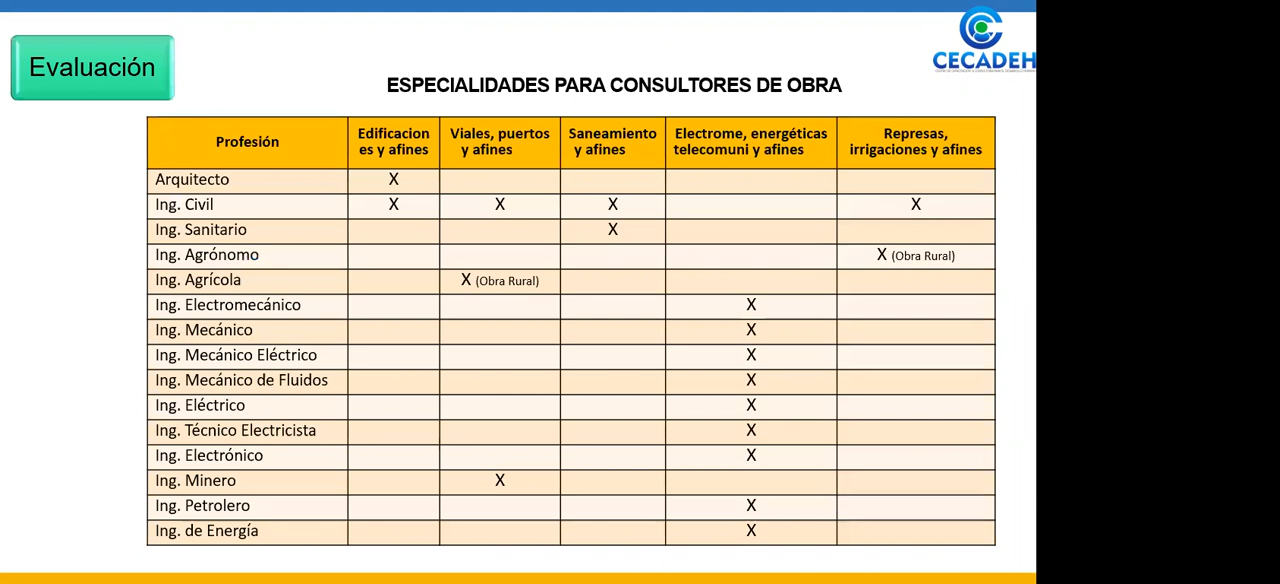 Evaluación
CECADEH
ESPECIALIDADES PARA CONSULTORES DE OBRA
Profesión Edificacion es y afines Viales, puertos y afines Saneamiento y afines Electrome, energéticas telecomuni y afines Represas, irrigaciones y afines
Arquitecto X
Ing. Civil X X X X
Ing. Sanitario X
Ing. Agrónomo X (Obra Rural)
Ing. Agrícola X (Obra Rural)
Ing. Electromecánico X
Ing. Mecánico X
Ing. Mecánico Eléctrico X
Ing. Mecánico de Fluidos X
Ing. Eléctrico X
Ing. Técnico Electricista X
Ing. Electrónico X
Ing. Minero X
Ing. Petrolero X
Ing. de Energía X